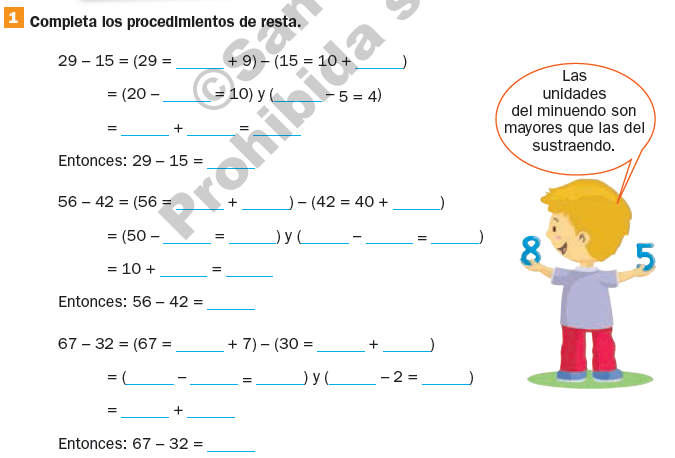 1 Completa los procedimientos de resta.
29 – 15 = (29 = ______ + 9) – (15 = 10 + ______)
= (20 – ______ = 10) y (______ – 5 = 4)
= ______ + ______ = ______
Entonces: 29 – 15 = ______
56 – 42 = (56 = ______ + ______) – (42 = 40 + ______)
= (50 – ______ = ______) y (______ – ______ = ______)
= 10 + ______ = ______
Entonces: 56 – 42 = ______
67 – 32 = (67 = ______ + 7) – (30 = ______ + ______)
= (______ – ______ = ______) y (______ – 2 = ______)
= ______ + ______
Entonces: 67 – 32 = ______
Las
unidades
del minuendo son
mayores que las del
sustraendo.
8 5
©San
Prohibida s